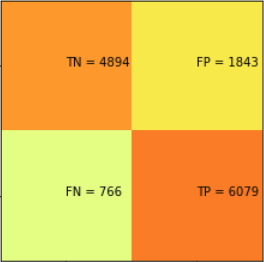 TN = 4894
FP = 1843
FN = 766
TP = 6079